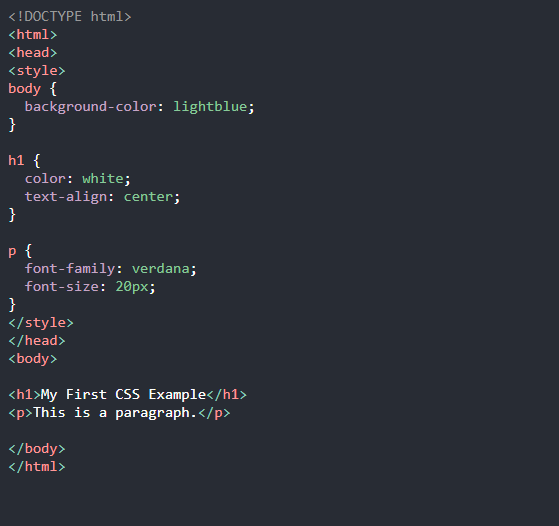 <!DOCTYPE html>
<html>
<head>
<style>
body {
  background-color: lightblue;
}

h1 {
  color: white;
  text-align: center;
}

p {
  font-family: verdana;
  font-size: 20px;
}
</style>
</head>
<body>

<h1>My First CSS Example</h1>
<p>This is a paragraph.</p>

</body>
</html>